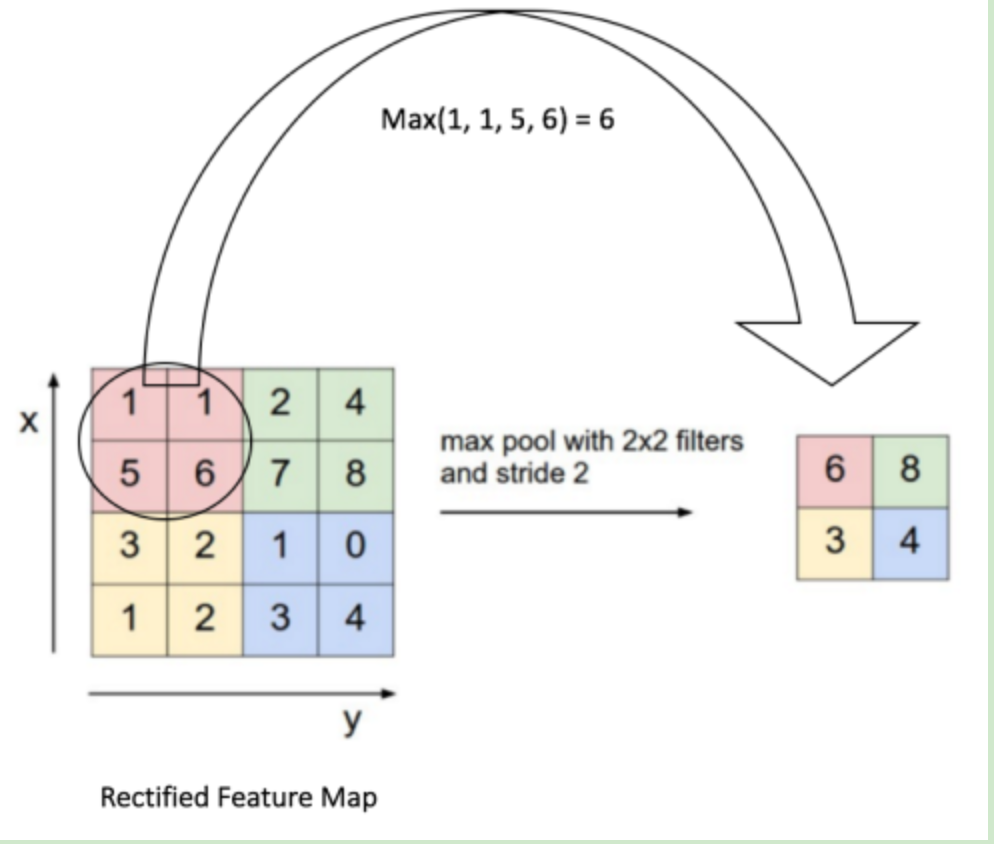 Max(1, 1, 5, 6) = 6
x
1 1 2 4
5 6 7 8
3 2 1 0
1 2 3 4
y
max pool with 2x2 filters
and stride 2
6 8
3 4
Rectified Feature Map